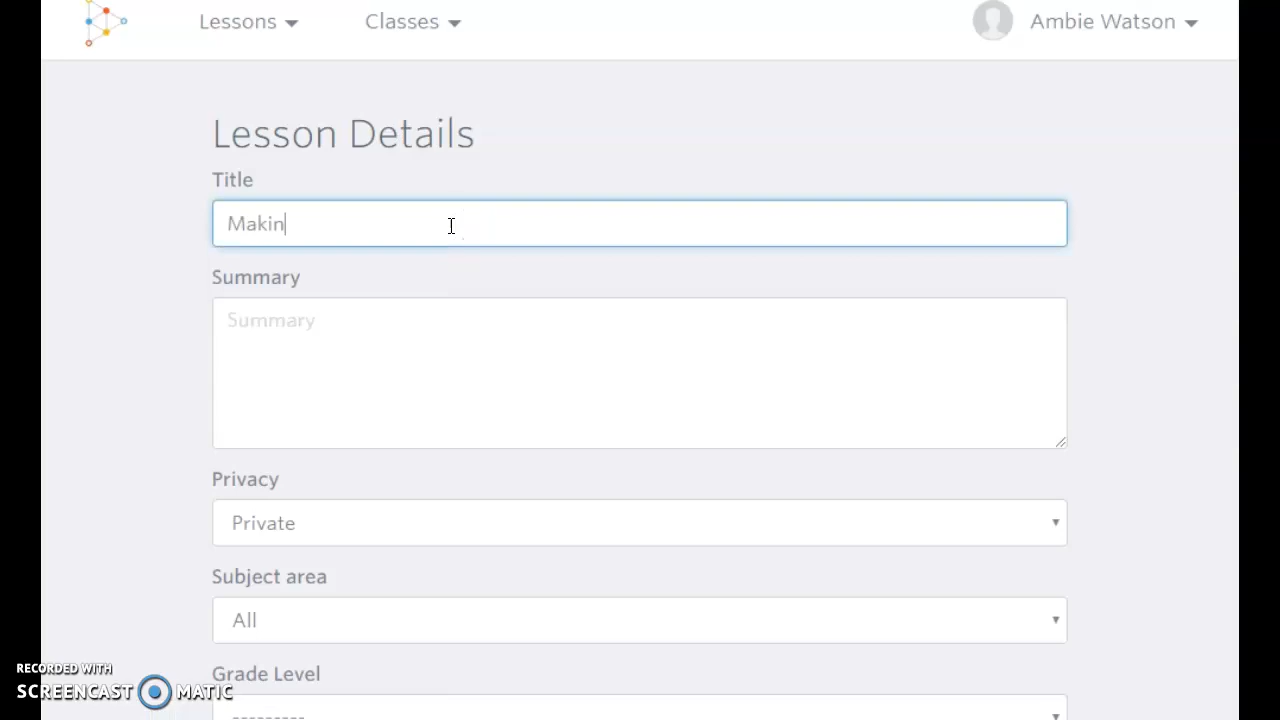 Lessons Classes Ambie Watson
Lesson Details
Title
Makin
Summary
Summary
Privacy
Private
Subject area
All
Grade Level
---------
RECORDED WITH
SCREENCAST MATIC